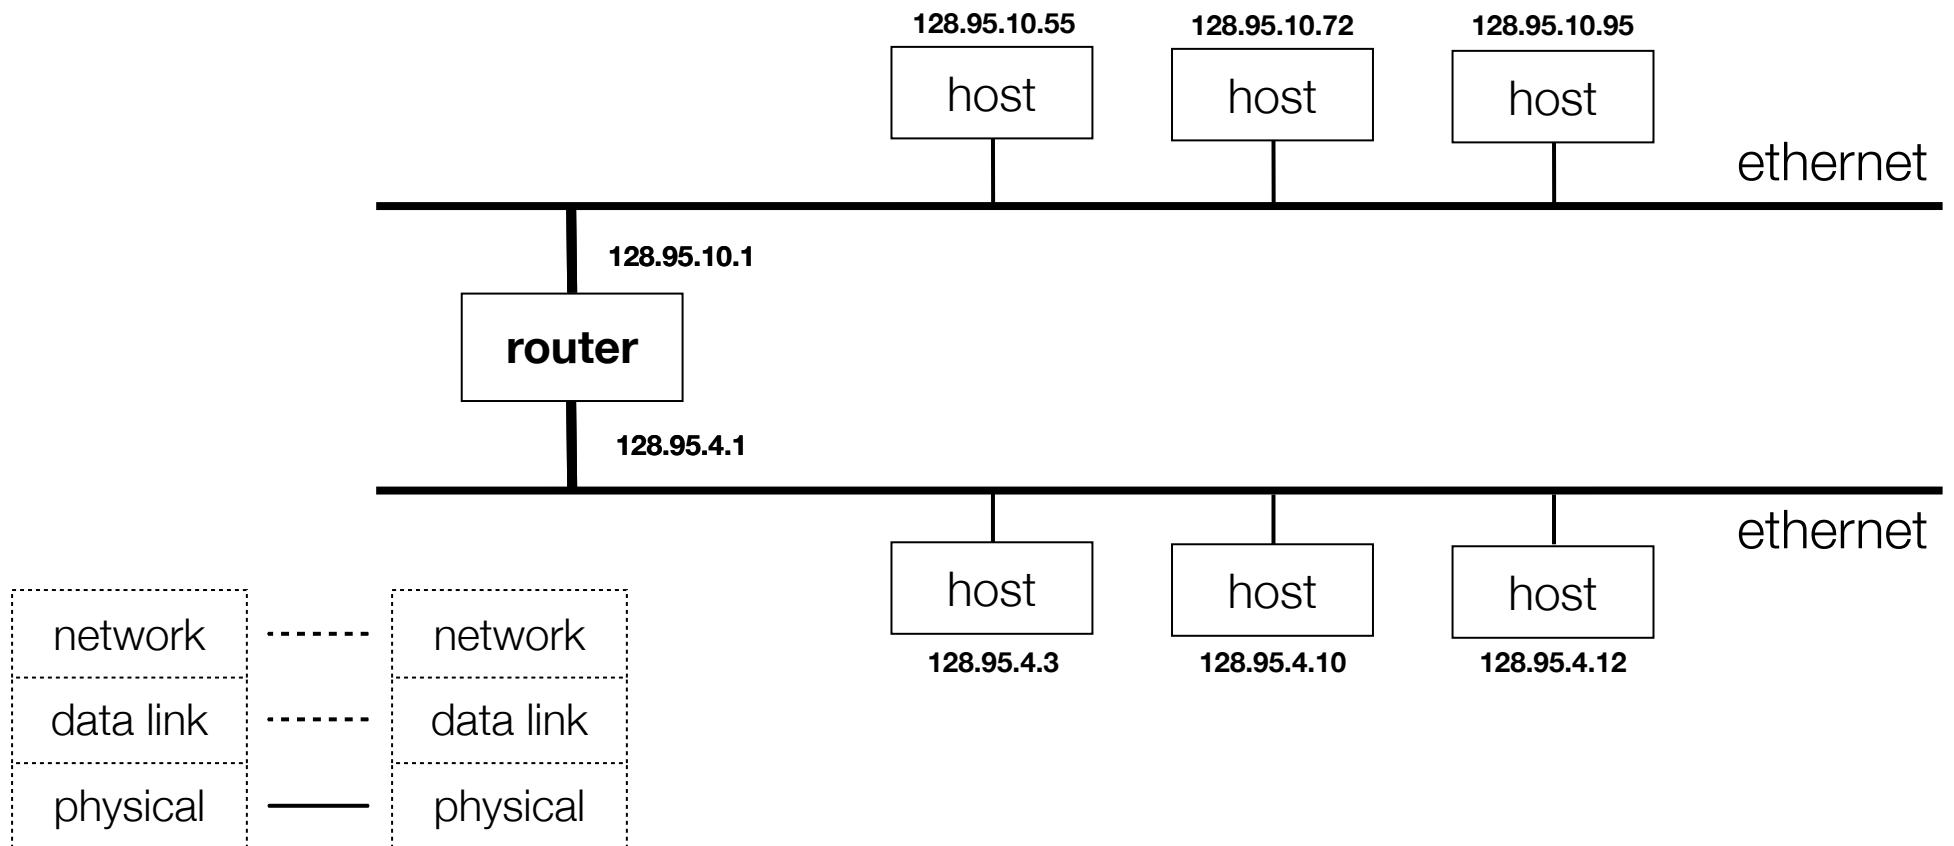 128.95.10.55 128.95.10.72 128.95.10.95
host host host
ethernet
128.95.10.1
router
128.95.4.1
ethernet
host host host
128.95.4.3 128.95.4.10 128.95.4.12
network network
data link data link
physical physical